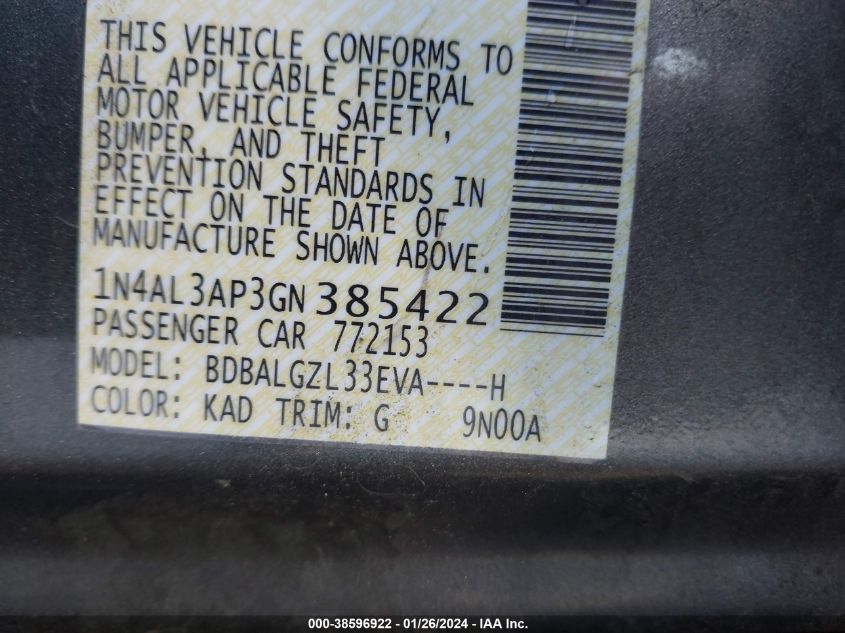 THIS VEHICLE CONFORMS TO
ALL APPLICABLE FEDERAL
MOTOR VEHICLE SAFETY,
BUMPER, AND THEFT
PREVENTION STANDARDS IN
EFFECT ON THE DATE OF
MANUFACTURE SHOWN ABOVE.
1N4AL3AP3GN385422
PASSENGER CAR 772153
MODEL: BDBALGZL33EVA----H
COLOR: KAD TRIM: G 9N00A
000-38596922 - 01/26/2024 - IAA Inc.